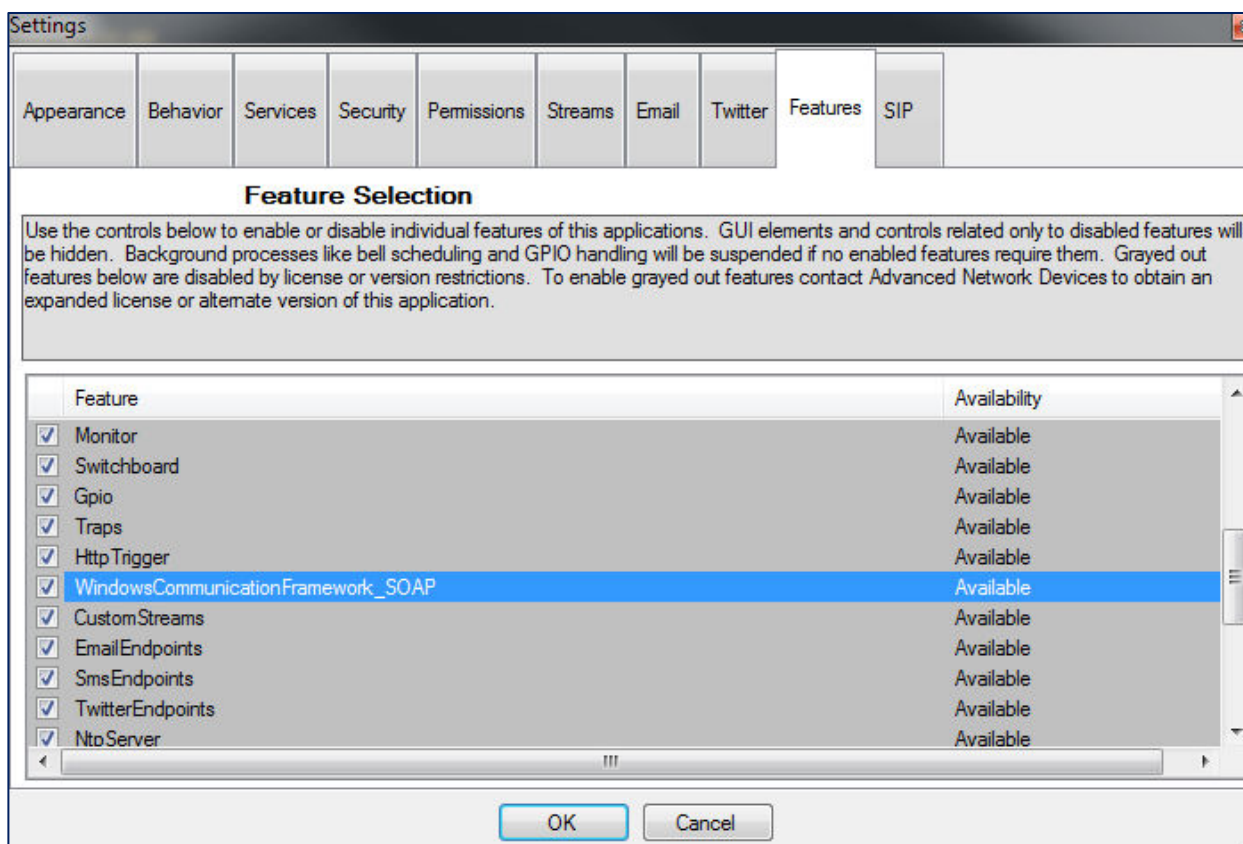 Settings
Appearance Behavior Services Security Permissions Streams Email Twitter Features SIP
Feature Selection
Use the controls below to enable or disable individual features of this applications. GUI elements and controls related only to disabled features will
be hidden. Background processes like bell scheduling and GPIO handling will be suspended if no enabled features require them. Grayed out
features below are disabled by license or version restrictions. To enable grayed out features contact Advanced Network Devices to obtain an
expanded license or alternate version of this application.
Feature Availability
Monitor Available
Switchboard Available
Gpio Available
Traps Available
HttpTrigger Available
WindowsCommunicationFramework_SOAP Available
CustomStreams Available
EmailEndpoints Available
SmsEndpoints Available
TwitterEndpoints Available
NtpServer Available
OK Cancel